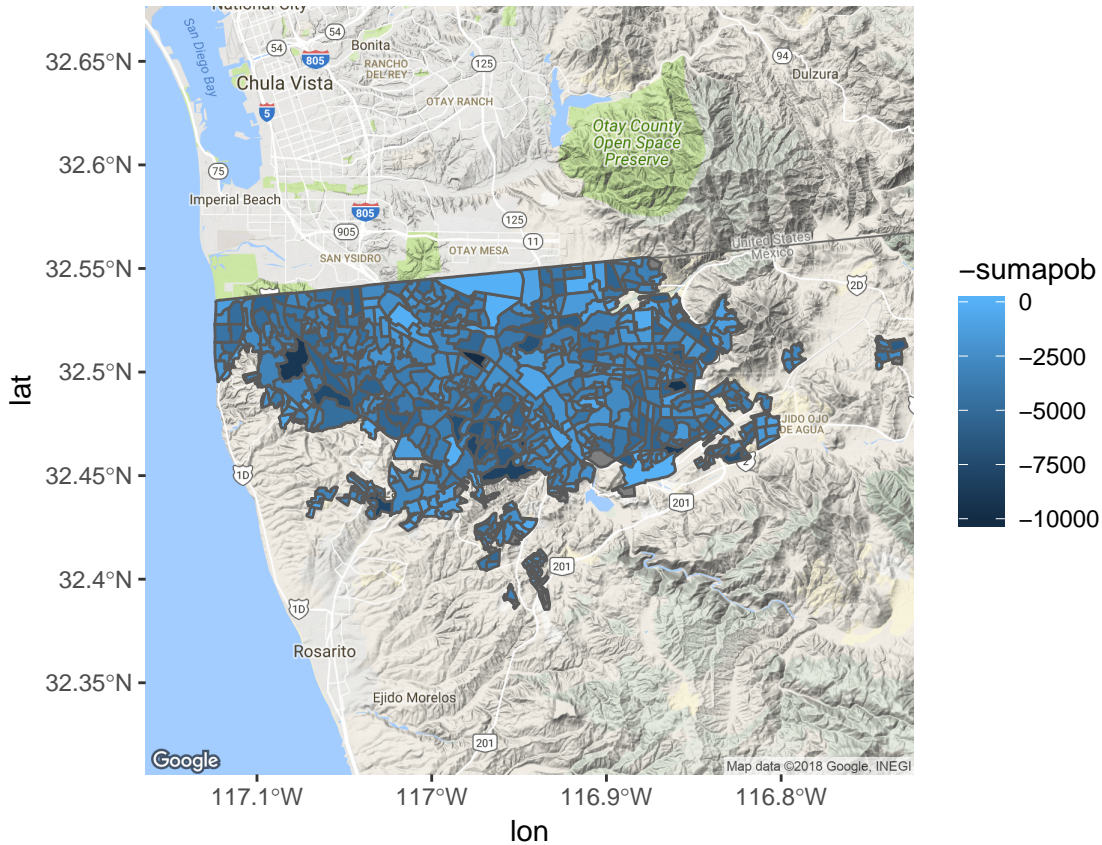 National City
San Diego Bay
54
54
Bonita
805
RANCHO
DEL REY
125
94
Dulzura
Chula Vista
5
OTAY RANCH
Otay County
Open Space
Preserve
75
Imperial Beach
805
125
905
11
SAN YSIDRO
OTAY MESA
United States
Mexico
2D
EJIDO OJO
DE AGUA
1D
2
201
201
1D
Rosarito
Ejido Morelos
201
Google
Map data ©2018 Google, INEGI
32.65°N
32.6°N
32.55°N
32.5°N
32.45°N
32.4°N
32.35°N
lat
117.1°W
117°W
116.9°W
116.8°W
lon
−sumapob
0
−2500
−5000
−7500
−10000